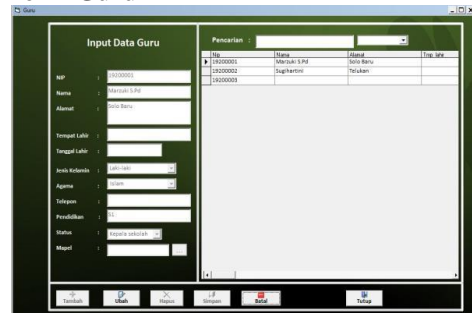 Guru
Input Data Guru
Pencarian :
NIP : 19200001
Nama : Marzuki S.Pd
Alamat : Solo Baru
Tempat Lahir :
Tanggal Lahir :
Jenis Kelamin : Laki-laki
Agama : Islam
Telepon :
Pendidikan : S1
Status : Kepala sekolah
Mapel : ...
Nip Nama Alamat Tmp_lahir
19200001 Marzuki S.Pd Solo Baru
19200002 Sugihartini Telukan
19200003
Tambah Ubah Hapus Simpan Batal Tutup